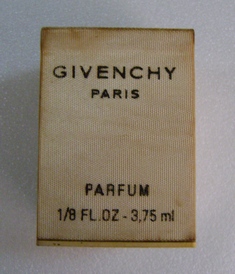 GIVENCHY
PARIS
PARFUM
1/8 FL.OZ - 3,75 ml